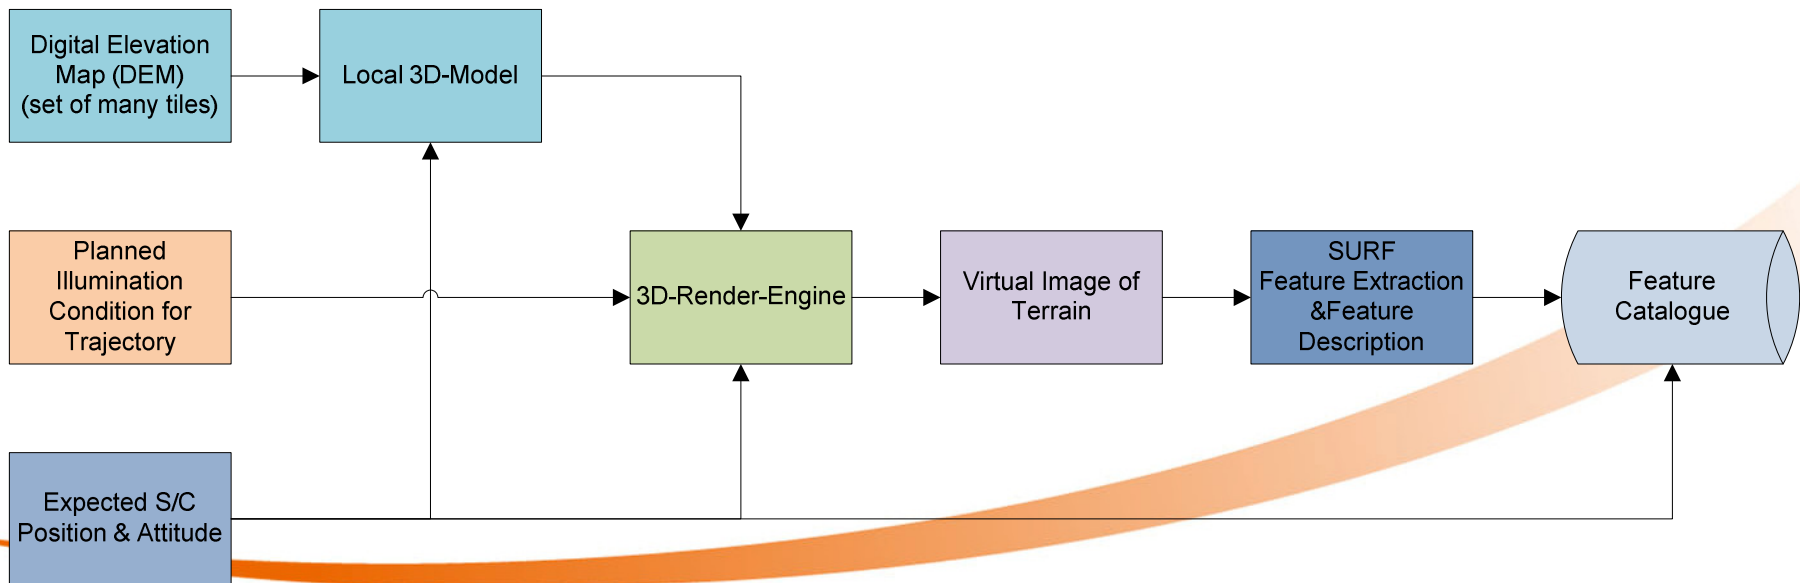 Digital Elevation
Map (DEM)
(set of many tiles)
Local 3D-Model
Planned
Illumination
Condition for
Trajectory
3D-Render-Engine
Virtual Image of
Terrain
SURF
Feature Extraction
&Feature
Description
Feature
Catalogue
Expected S/C
Position & Attitude